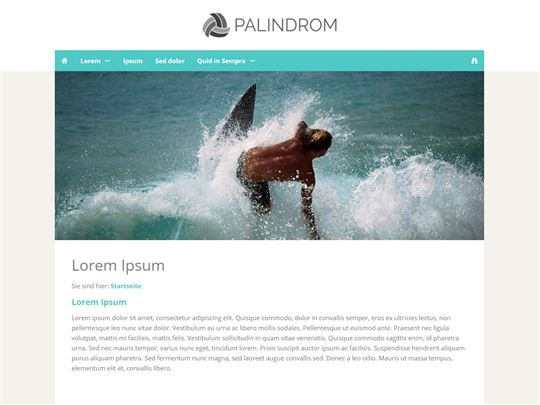 PALINDROM
Lorem Ipsum Sed dolor Quid in Sempra
Lorem Ipsum
Sie sind hier: Startseite
Lorem Ipsum
Lorem ipsum dolor sit amet, consectetur adipiscing elit. Quisque commodo, dolor in convallis semper, eros ex ultricies lectus, non
pellentesque leo nunc vitae dolor. Vestibulum eu urna ac libero mollis sodales. Pellentesque ut euismod ante. Praesent nec ligula
volutpat, mattis mi facilisis, mattis felis. Vestibulum sollicitudin in quam vitae venenatis. Quisque commodo sagittis enim, id pharetra
urna. Sed nec mauris tempor, varius nunc eget, tincidunt lorem. Proin suscipit auctor ipsum ac facilisis. Suspendisse hendrerit aliquam
purus aliquam pharetra. Sed fermentum nunc magna, sed laoreet augue convallis sed. Donec a leo odio. Mauris ut massa tempus,
elementum elit et, convallis libero.